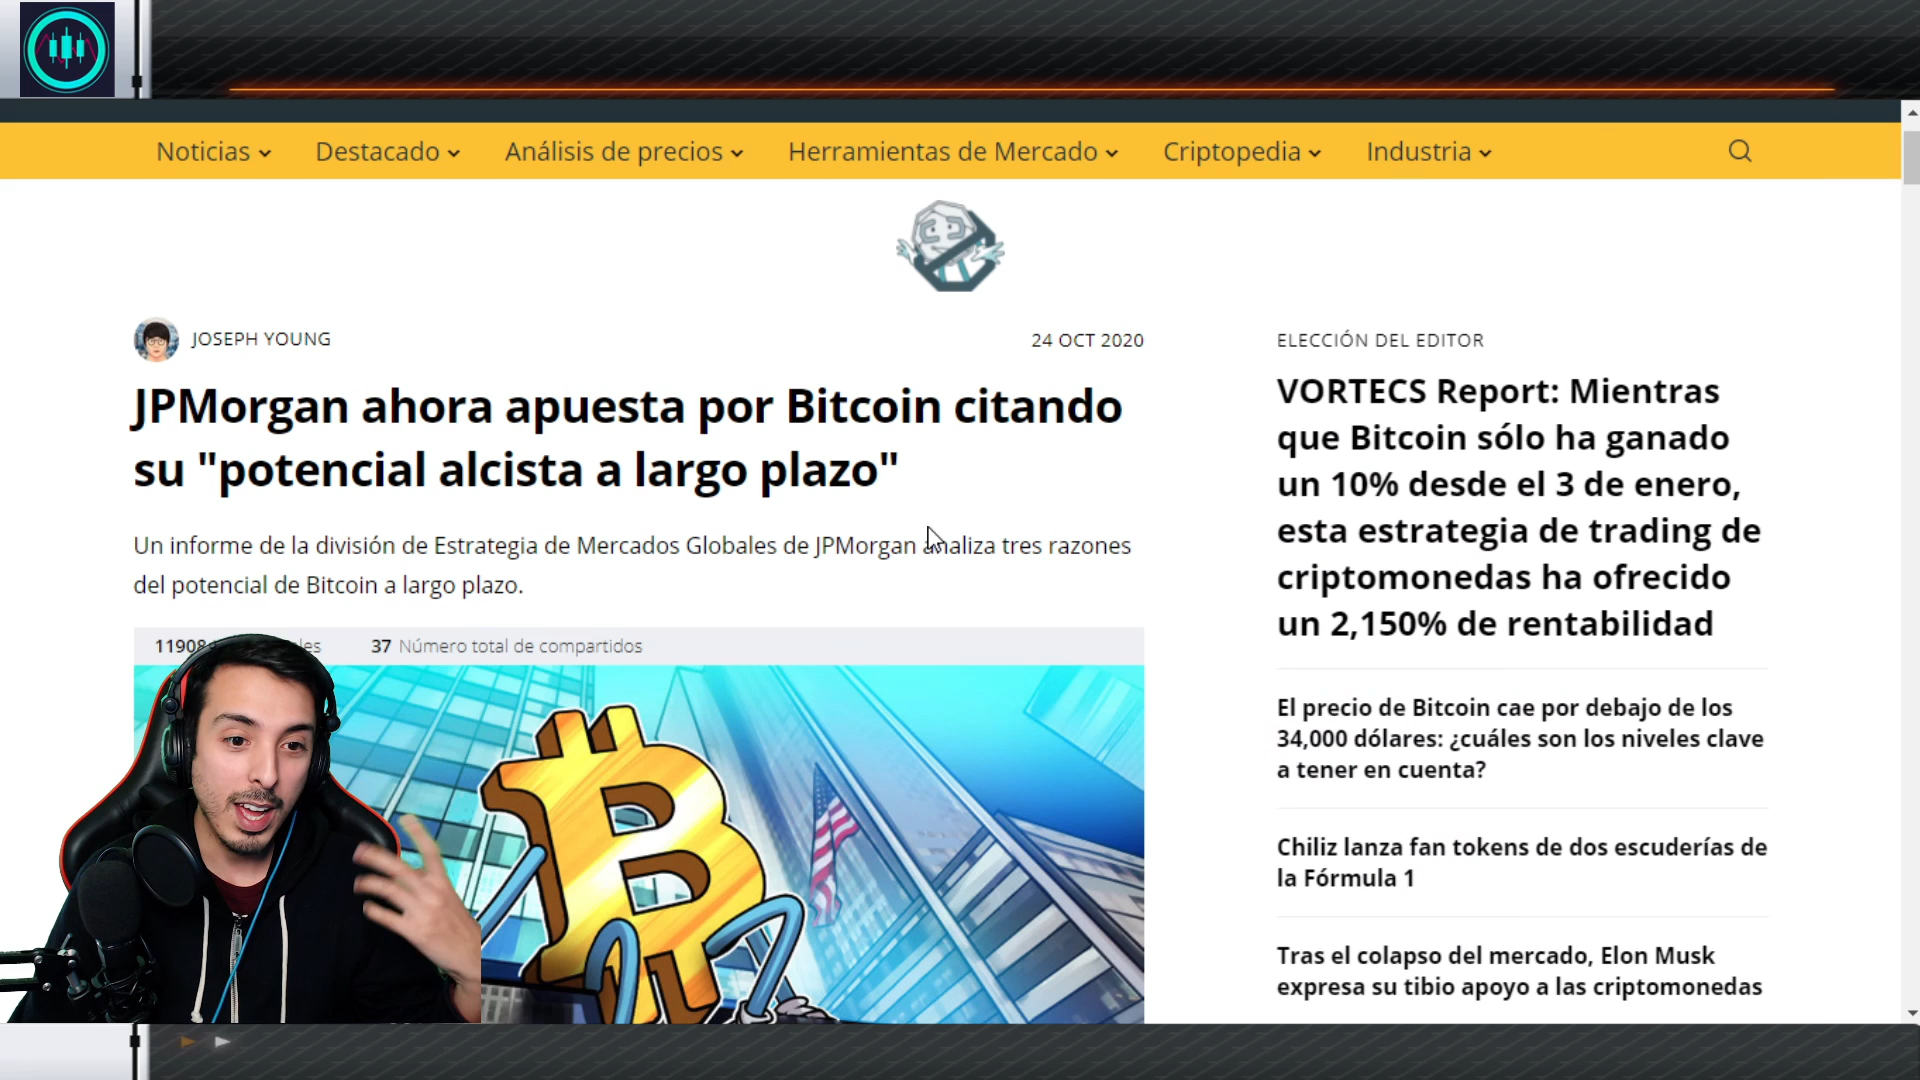 Noticias Destacado Análisis de precios Herramientas de Mercado Criptopedia Industria
JOSEPH YOUNG
24 OCT 2020
JPMorgan ahora apuesta por Bitcoin citando
su "potencial alcista a largo plazo"
Un informe de la división de Estrategia de Mercados Globales de JPMorgan analiza tres razones
del potencial de Bitcoin a largo plazo.
11908
37 Número total de compartidos
ELECCIÓN DEL EDITOR
VORTECS Report: Mientras
que Bitcoin sólo ha ganado
un 10% desde el 3 de enero,
esta estrategia de trading de
criptomonedas ha ofrecido
un 2,150% de rentabilidad
El precio de Bitcoin cae por debajo de los
34,000 dólares: ¿cuáles son los niveles clave
a tener en cuenta?
Chiliz lanza fan tokens de dos escuderías de
la Fórmula 1
Tras el colapso del mercado, Elon Musk
expresa su tibio apoyo a las criptomonedas